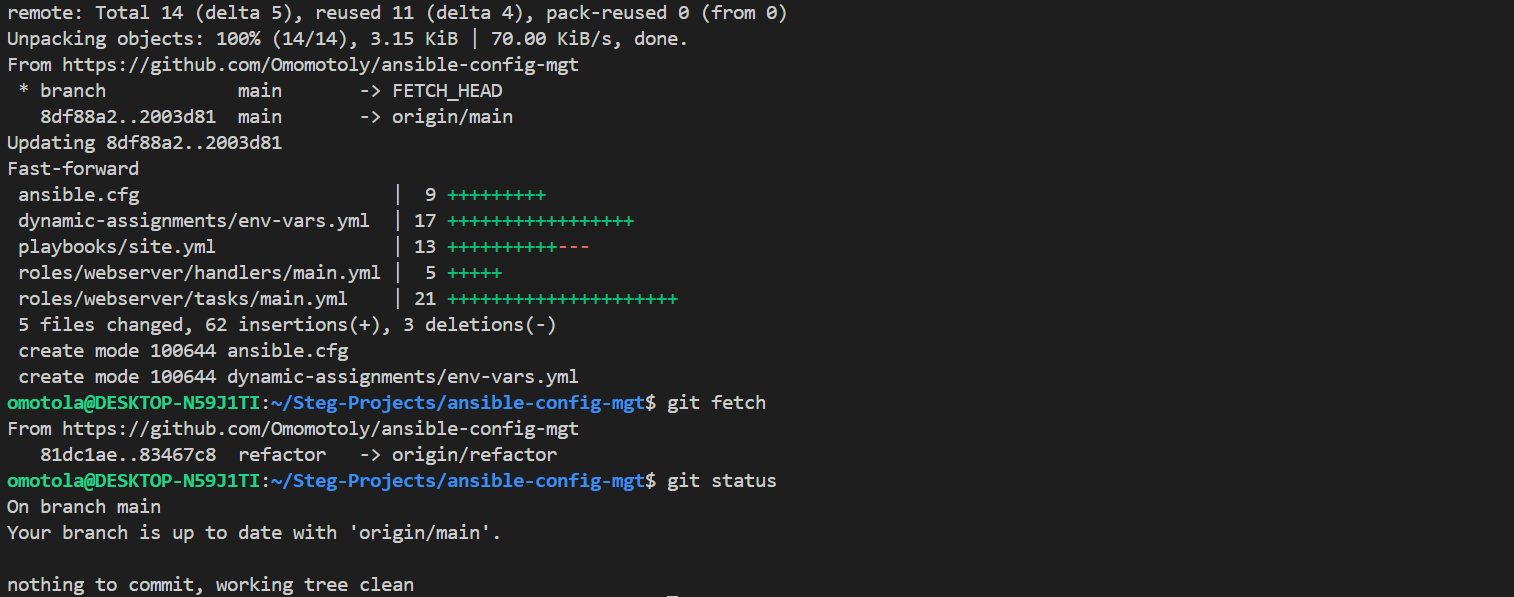 remote: Total 14 (delta 5), reused 11 (delta 4), pack-reused 0 (from 0)
Unpacking objects: 100% (14/14), 3.15 KiB | 70.00 KiB/s, done.
From https://github.com/Omomotoly/ansible-config-mgt
 * branch            main       -> FETCH_HEAD
   8df88a2..2003d81  main       -> origin/main
Updating 8df88a2..2003d81
Fast-forward
 ansible.cfg                       |  9 +++++++++
 dynamic-assignments/env-vars.yml  | 17 +++++++++++++++++
 playbooks/site.yml                | 13 ++++++++++---
 roles/webserver/handlers/main.yml |  5 +++++
 roles/webserver/tasks/main.yml    | 21 +++++++++++++++++++++
 5 files changed, 62 insertions(+), 3 deletions(-)
 create mode 100644 ansible.cfg
 create mode 100644 dynamic-assignments/env-vars.yml
omotola@DESKTOP-N59J1TI:~/Steg-Projects/ansible-config-mgt$ git fetch
From https://github.com/Omomotoly/ansible-config-mgt
   81dc1ae..83467c8  refactor   -> origin/refactor
omotola@DESKTOP-N59J1TI:~/Steg-Projects/ansible-config-mgt$ git status
On branch main
Your branch is up to date with 'origin/main'.

nothing to commit, working tree clean